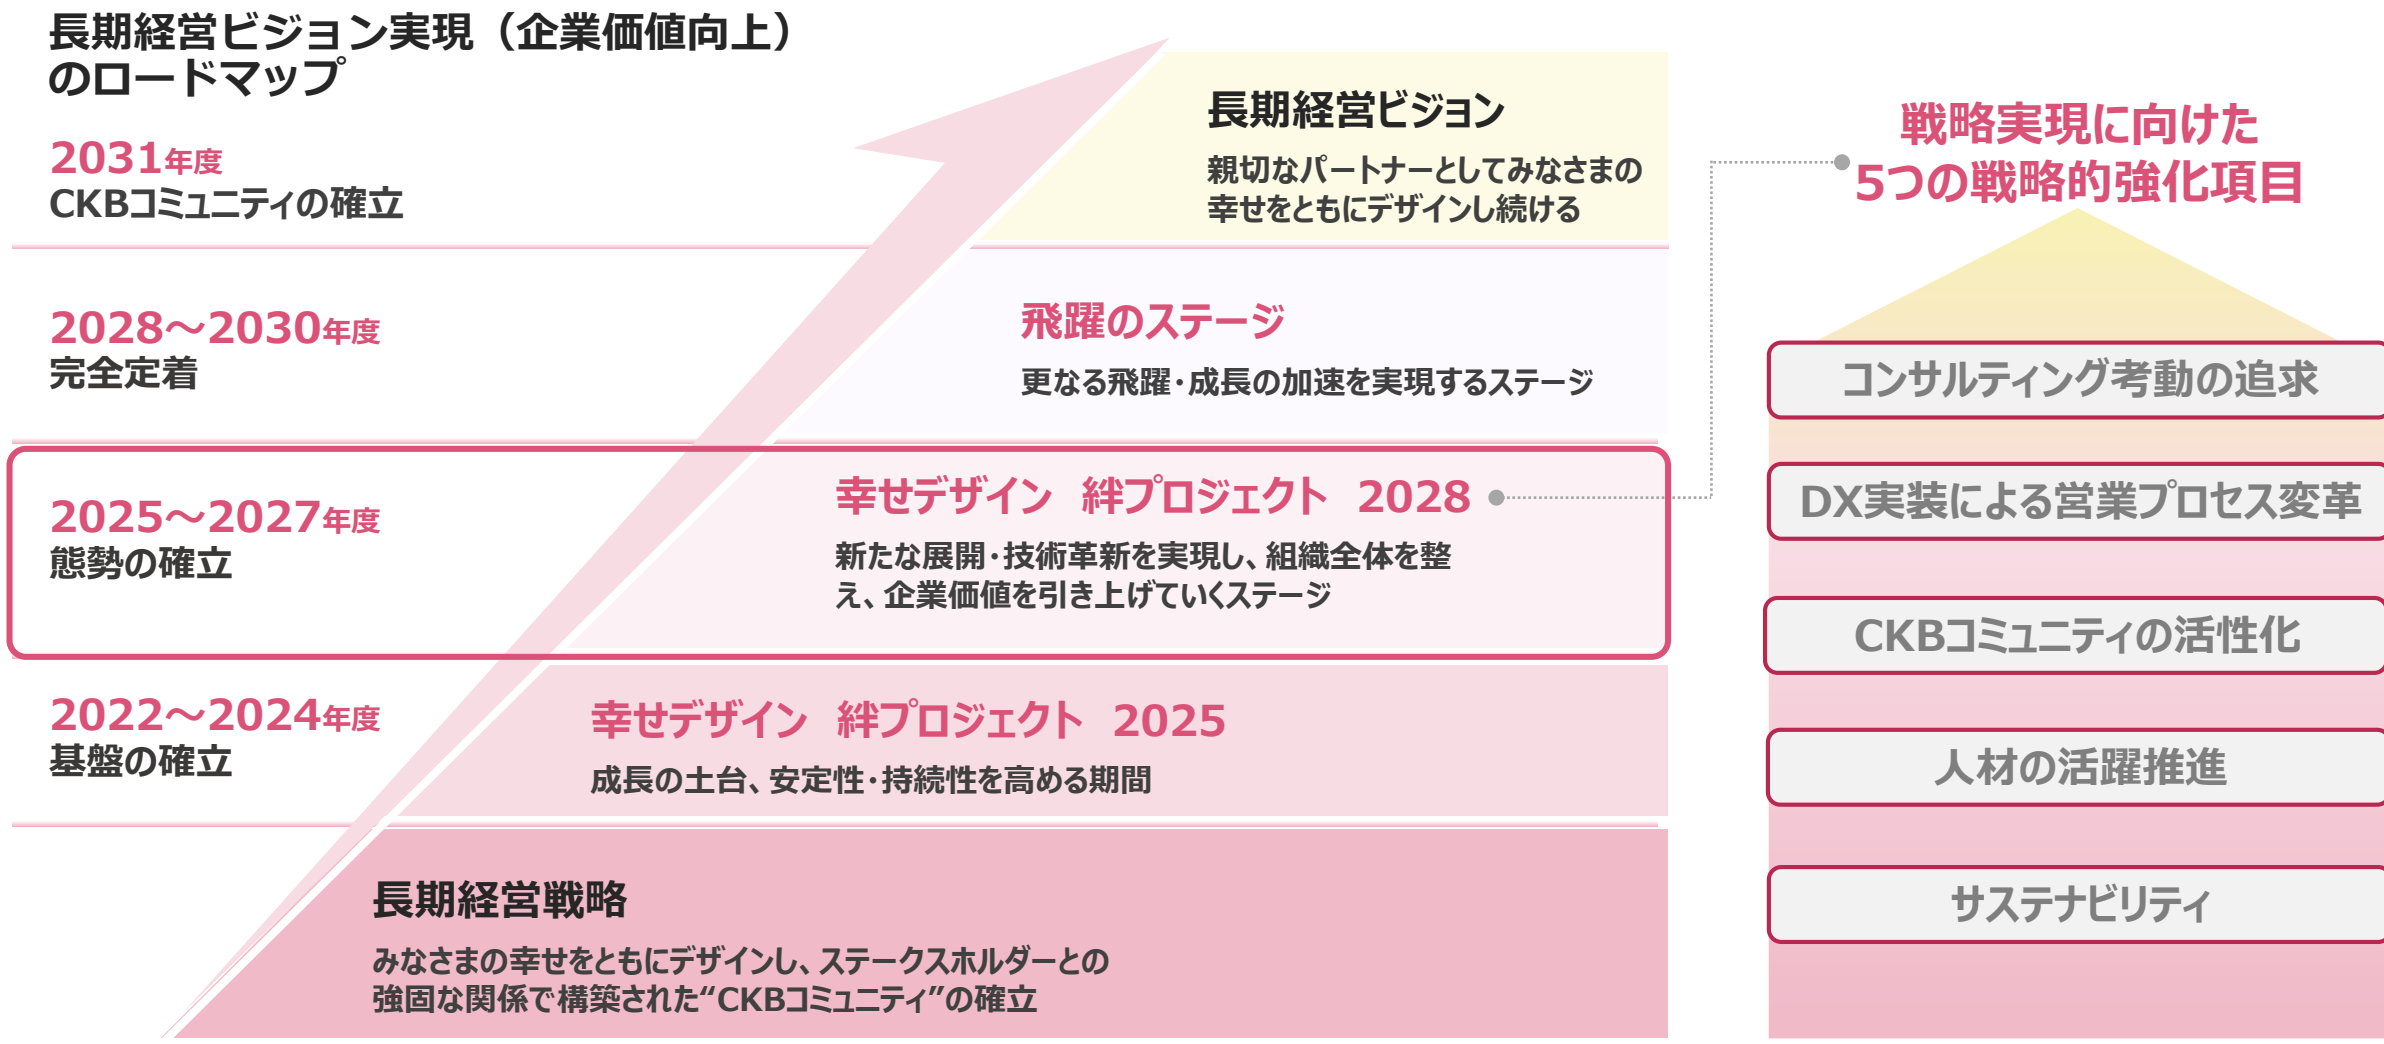 長期経営ビジョン実現（企業価値向上）
のロードマップ
2031年度
CKBコミュニティの確立
長期経営ビジョン
親切なパートナーとしてみなさまの
幸せをともにデザインし続ける
2028～2030年度
完全定着
飛躍のステージ
更なる飛躍・成長の加速を実現するステージ
2025～2027年度
態勢の確立
幸せデザイン　絆プロジェクト　2028
新たな展開・技術革新を実現し、組織全体を整
え、企業価値を引き上げていくステージ
2022～2024年度
基盤の確立
幸せデザイン　絆プロジェクト　2025
成長の土台、安定性・持続性を高める期間
長期経営戦略
みなさまの幸せをともにデザインし、ステークスホルダーとの
強固な関係で構築された“CKBコミュニティ”の確立
戦略実現に向けた
5つの戦略的強化項目
コンサルティング考動の追求
DX実装による営業プロセス変革
CKBコミュニティの活性化
人材の活躍推進
サステナビリティ